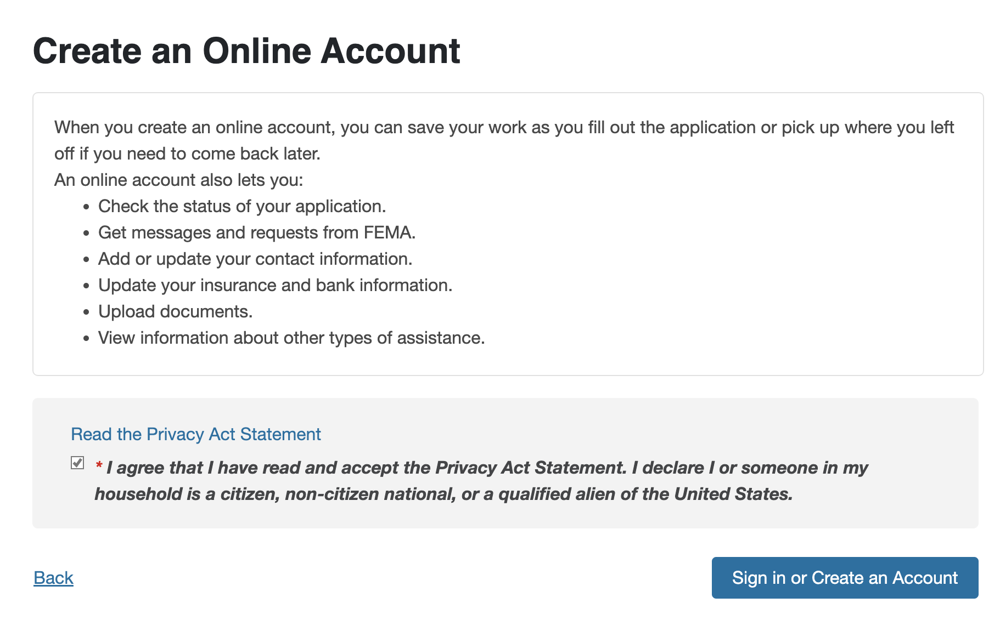 Create an Online Account
When you create an online account, you can save your work as you fill out the application or pick up where you left
off if you need to come back later.
An online account also lets you:
• Check the status of your application.
• Get messages and requests from FEMA.
• Add or update your contact information.
• Update your insurance and bank information.
• Upload documents.
• View information about other types of assistance.
Read the Privacy Act Statement
* I agree that I have read and accept the Privacy Act Statement. I declare I or someone in my
household is a citizen, non-citizen national, or a qualified alien of the United States.
Back
Sign in or Create an Account